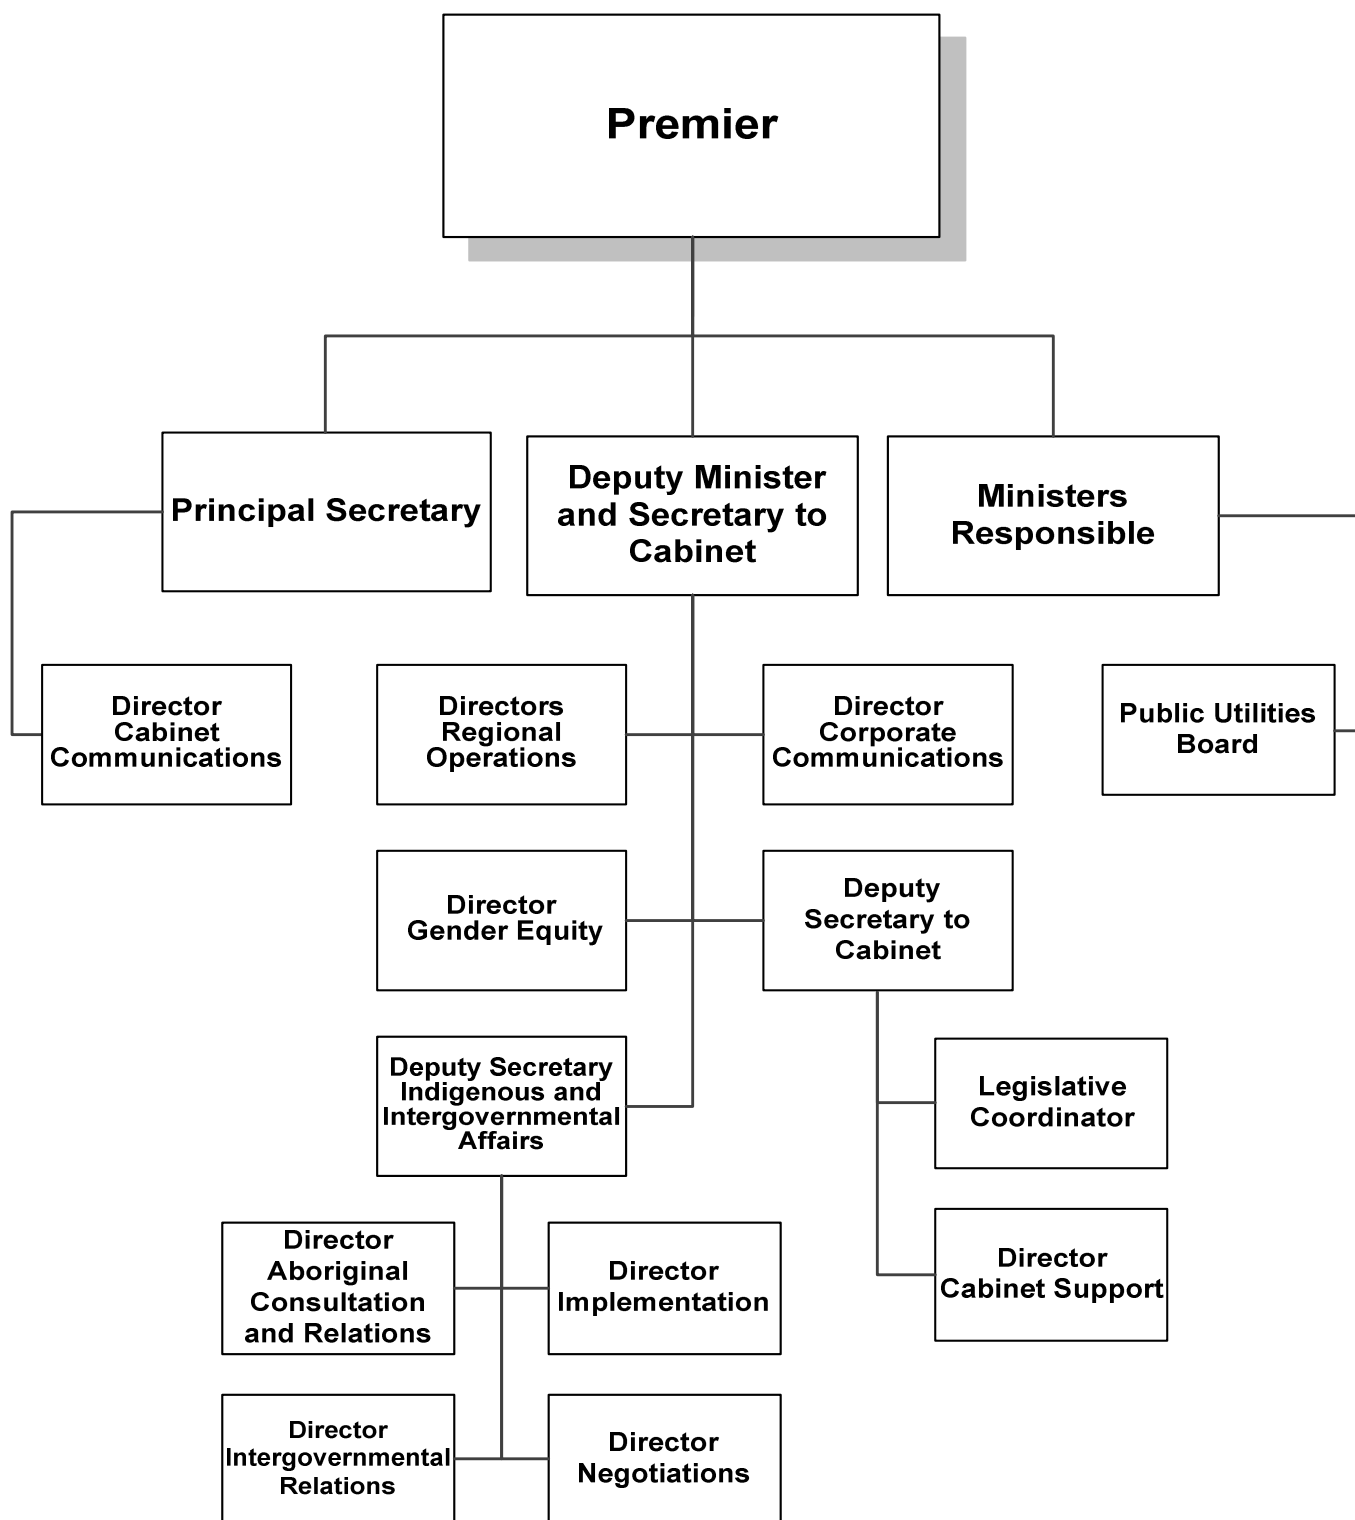 Premier
Principal Secretary
Deputy Minister
and Secretary to
Cabinet
Ministers
Responsible
Director
Cabinet
Communications
Directors
Regional
Operations
Director
Corporate
Communications
Public Utilities
Board
Director
Gender Equity
Deputy
Secretary to
Cabinet
Deputy Secretary
Indigenous and
Intergovernmental
Affairs
Legislative
Coordinator
Director
Aboriginal
Consultation
and Relations
Director
Implementation
Director
Cabinet Support
Director
Intergovernmental
Relations
Director
Negotiations